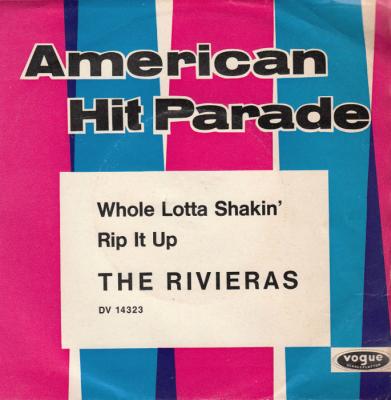 American
Hit Parade
Whole Lotta Shakin'
Rip It Up
THE RIVIERAS
DV 14323
vogue